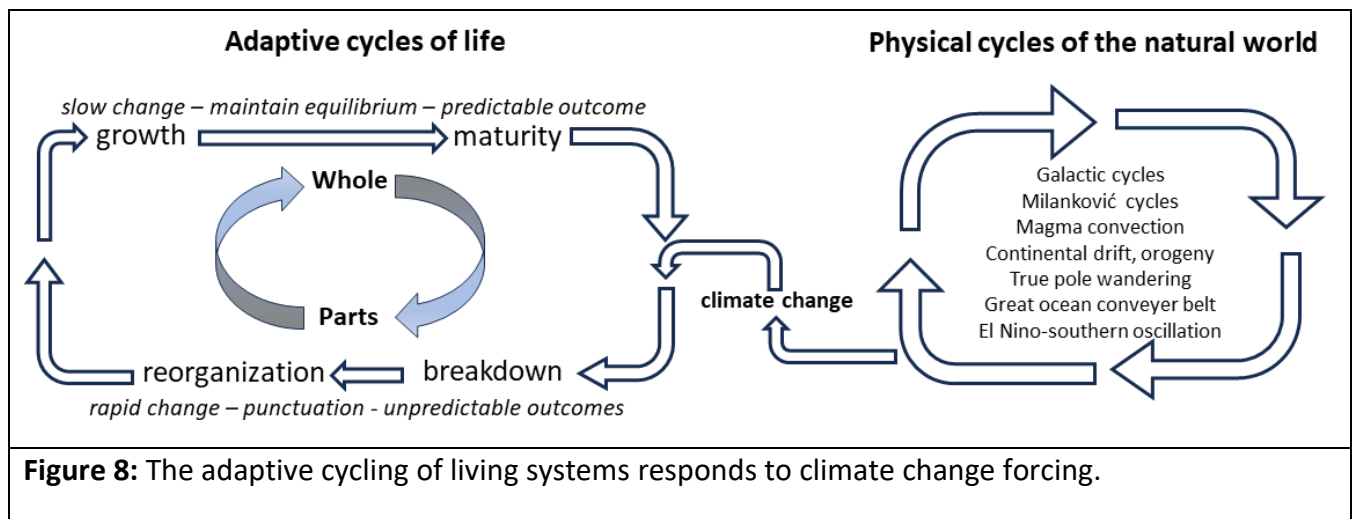 Adaptive cycles of life
slow change – maintain equilibrium – predictable outcome
growth
maturity
Whole
Parts
reorganization
breakdown
rapid change – punctuation - unpredictable outcomes
climate change
Physical cycles of the natural world
Galactic cycles
Milanković cycles
Magma convection
Continental drift, orogeny
True pole wandering
Great ocean conveyer belt
El Nino-southern oscillation
Figure 8: The adaptive cycling of living systems responds to climate change forcing.